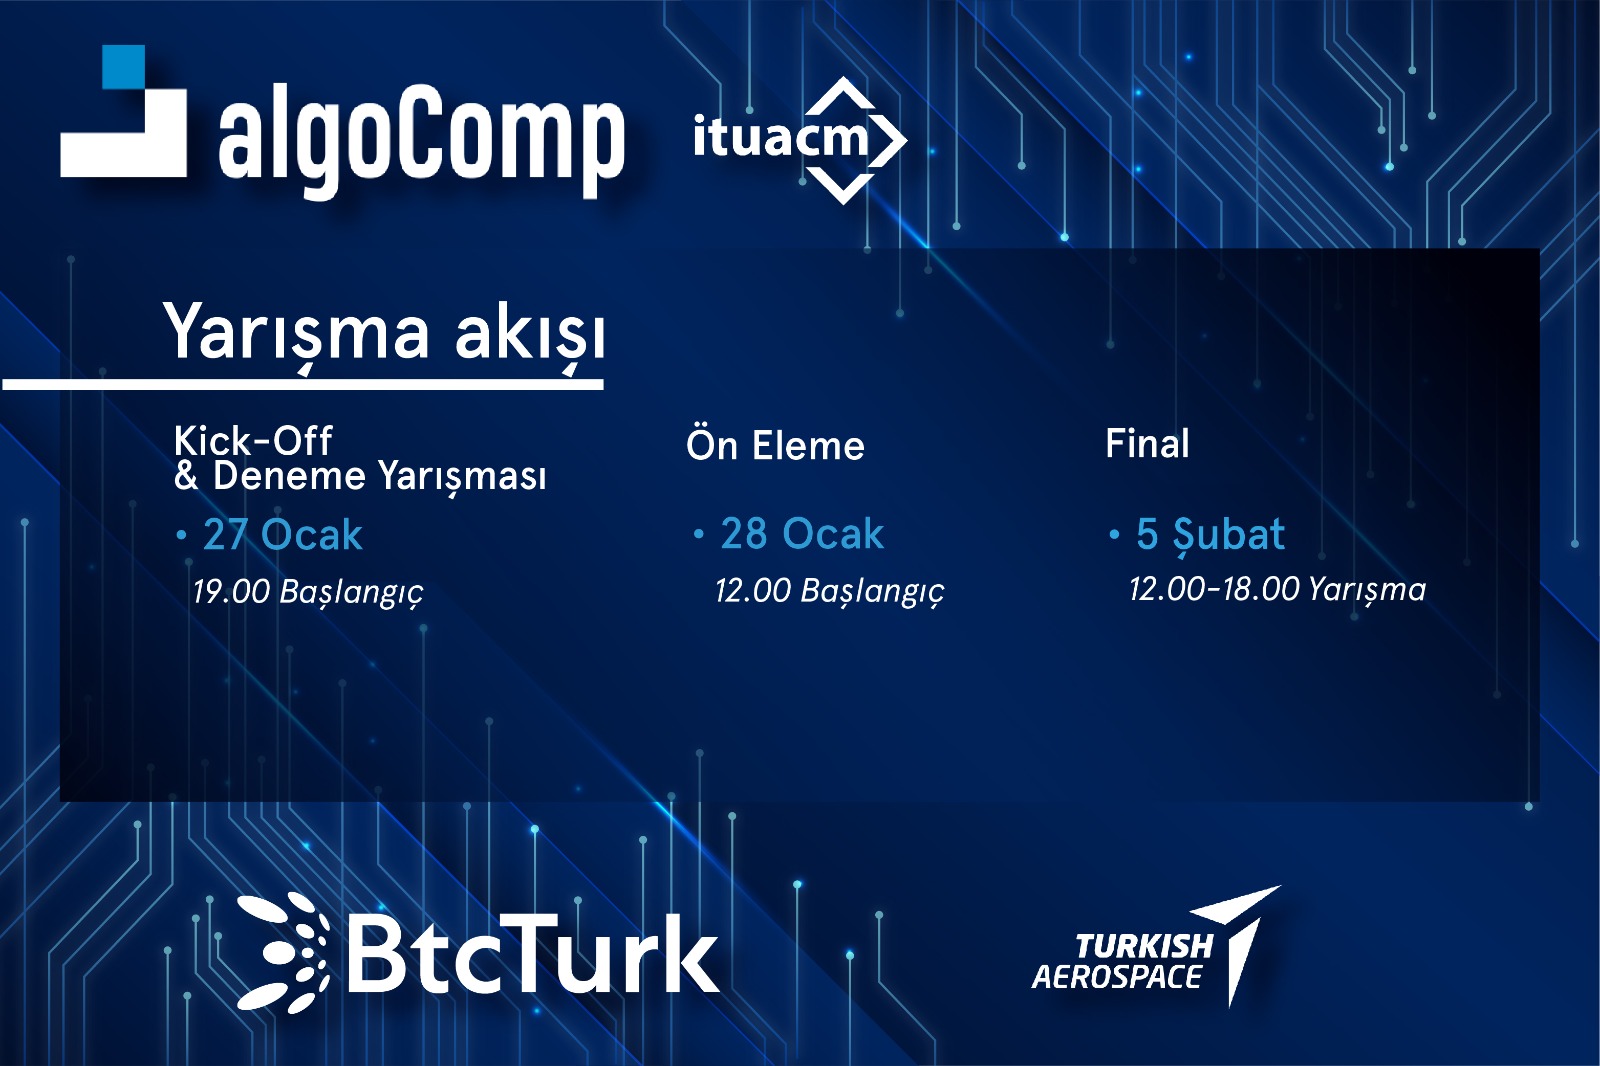 algoComp
ituacm
Yarışma akışı
Kick-Off
& Deneme Yarışması
• 27 Ocak
19.00 Başlangıç
Ön Eleme
• 28 Ocak
12.00 Başlangıç
Final
• 5 Şubat
12.00-18.00 Yarışma
BtcTurk
TURKISH
AEROSPACE